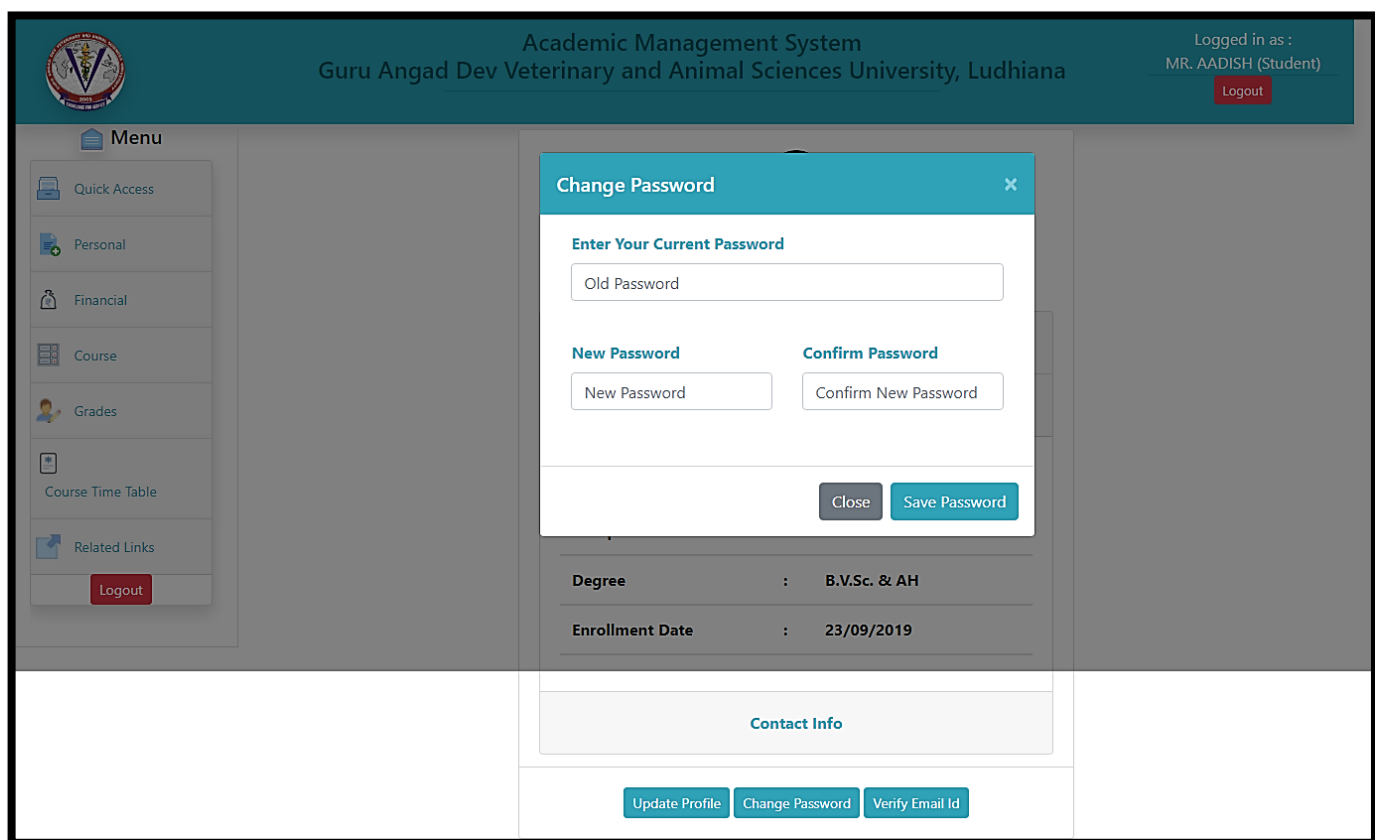 Academic Management System
Guru Angad Dev Veterinary and Animal Sciences University, Ludhiana
Logged in as :
MR. AADISH (Student)
Logout
Menu
Quick Access
Personal
Financial
Course
Grades
Course Time Table
Related Links
Logout
Change Password ×
Enter Your Current Password
Old Password
New Password Confirm Password
New Password Confirm New Password
Close Save Password
Degree : B.V.Sc. & AH
Enrollment Date : 23/09/2019
Contact Info
Update Profile Change Password Verify Email Id